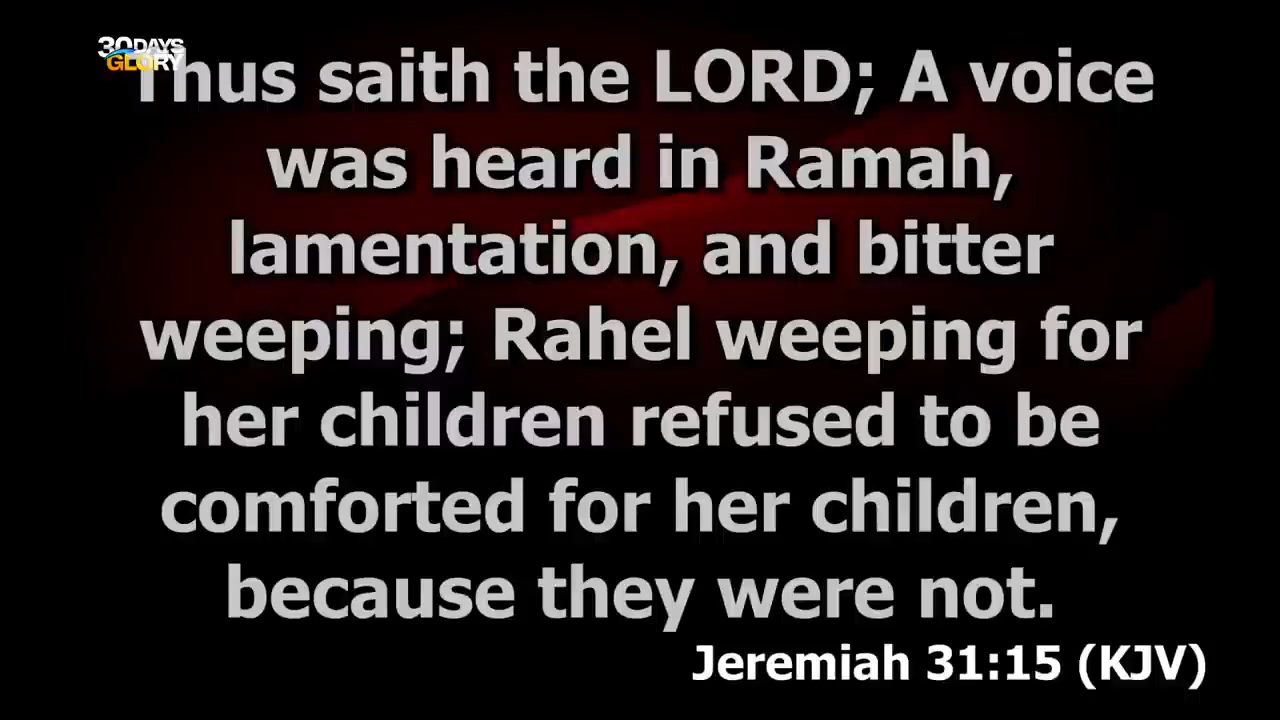 30DAYS
GLORY
Thus saith the LORD; A voice
was heard in Ramah,
lamentation, and bitter
weeping; Rahel weeping for
her children refused to be
comforted for her children,
because they were not.
Jeremiah 31:15 (KJV)